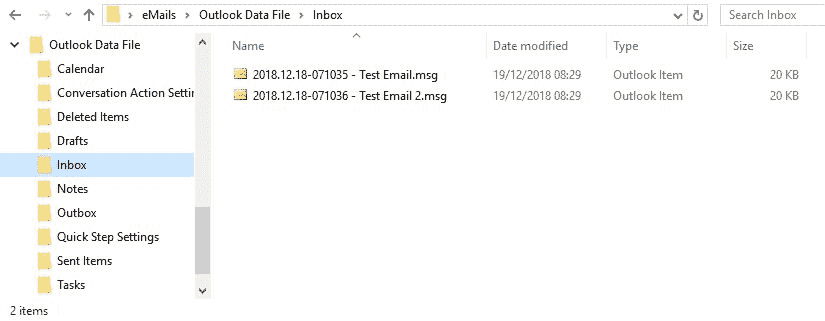 eMails › Outlook Data File › Inbox
Search Inbox
Outlook Data File
Calendar
Conversation Action Settin
Deleted Items
Drafts
Inbox
Notes
Outbox
Quick Step Settings
Sent Items
Tasks
Name Date modified Type Size
2018.12.18-071035 - Test Email.msg 19/12/2018 08:29 Outlook Item 20 KB
2018.12.18-071036 - Test Email 2.msg 19/12/2018 08:29 Outlook Item 20 KB
2 items